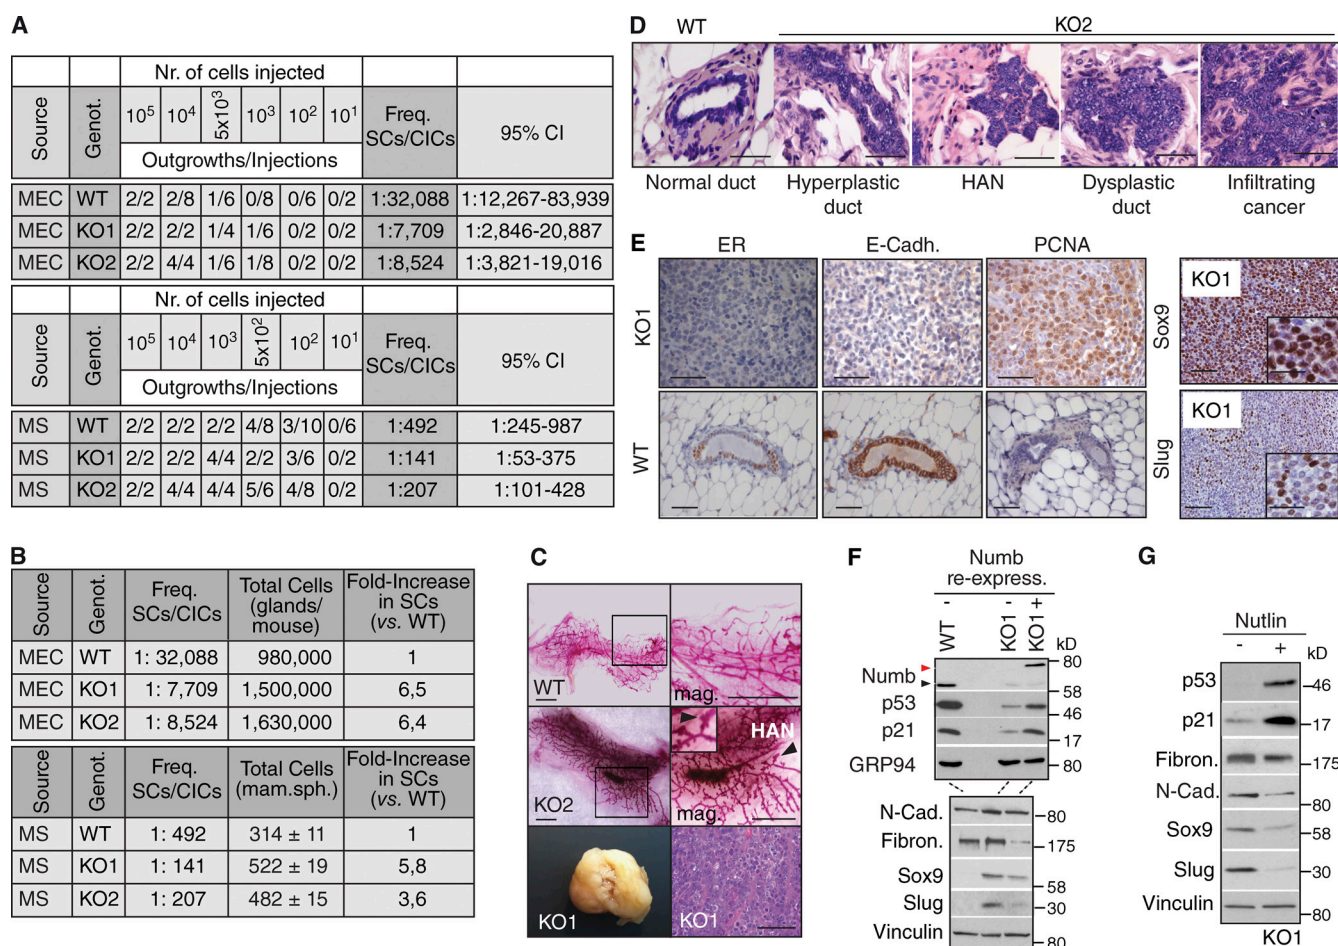 A
Nr. of cells injected
Source Genot. 10⁵ 10⁴ 5x10³ 10³ 10² 10¹ Freq. SCs/CICs 95% CI
Outgrowths/Injections
MEC WT 2/2 2/8 1/6 0/8 0/6 0/2 1:32,088 1:12,267-83,939
MEC KO1 2/2 2/2 1/4 1/6 0/2 0/2 1:7,709 1:2,846-20,887
MEC KO2 2/2 4/4 1/6 1/8 0/2 0/2 1:8,524 1:3,821-19,016
Nr. of cells injected
Source Genot. 10⁵ 10⁴ 10³ 5x10² 10² 10¹ Freq. SCs/CICs 95% CI
Outgrowths/Injections
MS WT 2/2 2/2 2/2 4/8 3/10 0/6 1:492 1:245-987
MS KO1 2/2 2/2 4/4 2/2 3/6 0/2 1:141 1:53-375
MS KO2 2/2 4/4 4/4 5/6 4/8 0/2 1:207 1:101-428
B
Source Genot. Freq. SCs/CICs Total Cells (glands/mouse) Fold-Increase in SCs (vs. WT)
MEC WT 1: 32,088 980,000 1
MEC KO1 1: 7,709 1,500,000 6,5
MEC KO2 1: 8,524 1,630,000 6,4
Source Genot. Freq. SCs/CICs Total Cells (mam.sph.) Fold-Increase in SCs (vs. WT)
MS WT 1: 492 314 ± 11 1
MS KO1 1: 141 522 ± 19 5,8
MS KO2 1: 207 482 ± 15 3,6
C
WT mag.
HAN
KO2 mag.
KO1 KO1
D WT KO2
Normal duct
Hyperplastic duct
HAN
Dysplastic duct
Infiltrating cancer
E ER E-Cadh. PCNA
KO1
WT
Sox9 KO1
Slug KO1
F
Numb
re-express.
- - +
WT KO1 KO1 kD
Numb 80
58
p53 46
p21 17
GRP94 80
N-Cad. 80
Fibron. 175
Sox9 58
Slug 30
Vinculin 80
G
Nutlin
- + kD
p53 46
p21 17
Fibron. 175
N-Cad. 80
Sox9 58
Slug 30
Vinculin 80
KO1